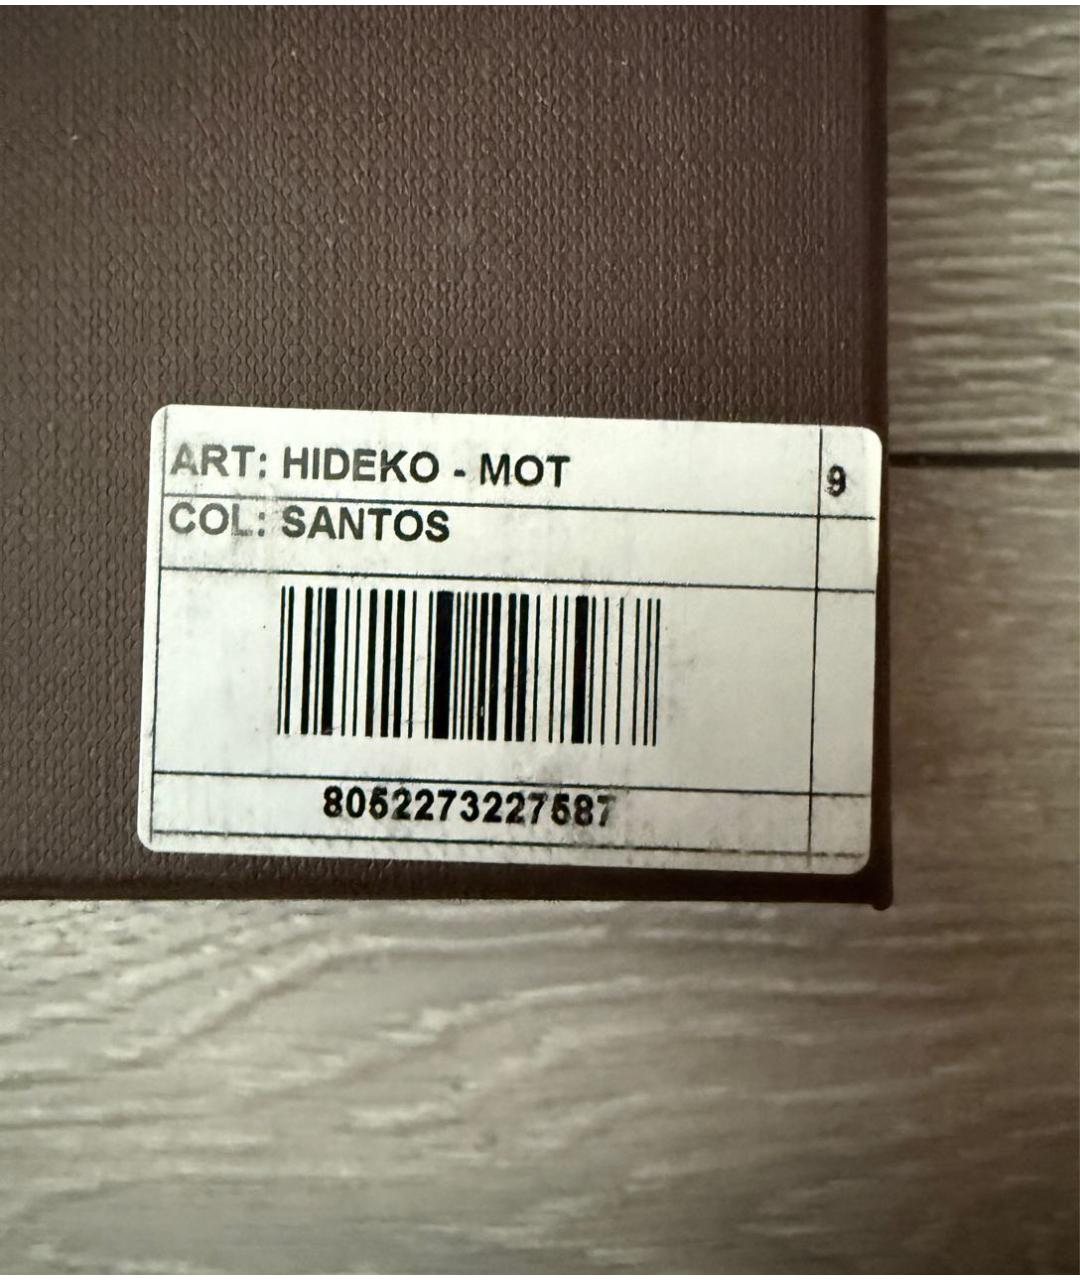 ART: HIDEKO - MOT 9
COL: SANTOS
8052273227587